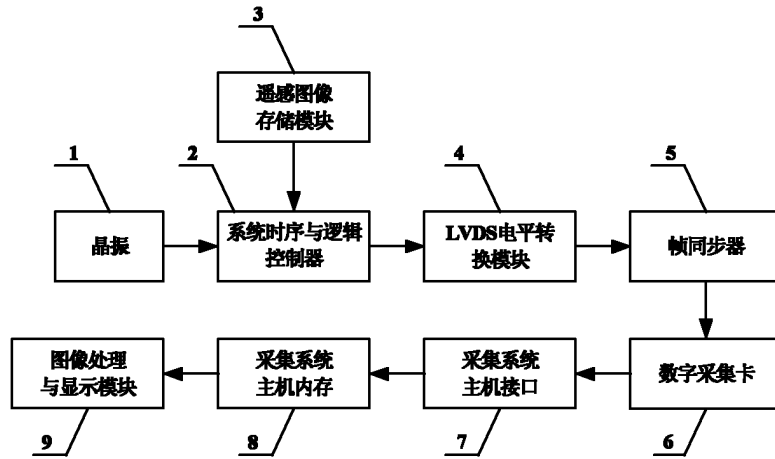 3
遥感图像
存储模块
1
2
4
5
晶振
系统时序与逻辑
控制器
LVDS电平转
换模块
帧同步器
图像处理
与显示模块
采集系统
主机内存
采集系统
主机接口
数字采集卡
9
8
7
6